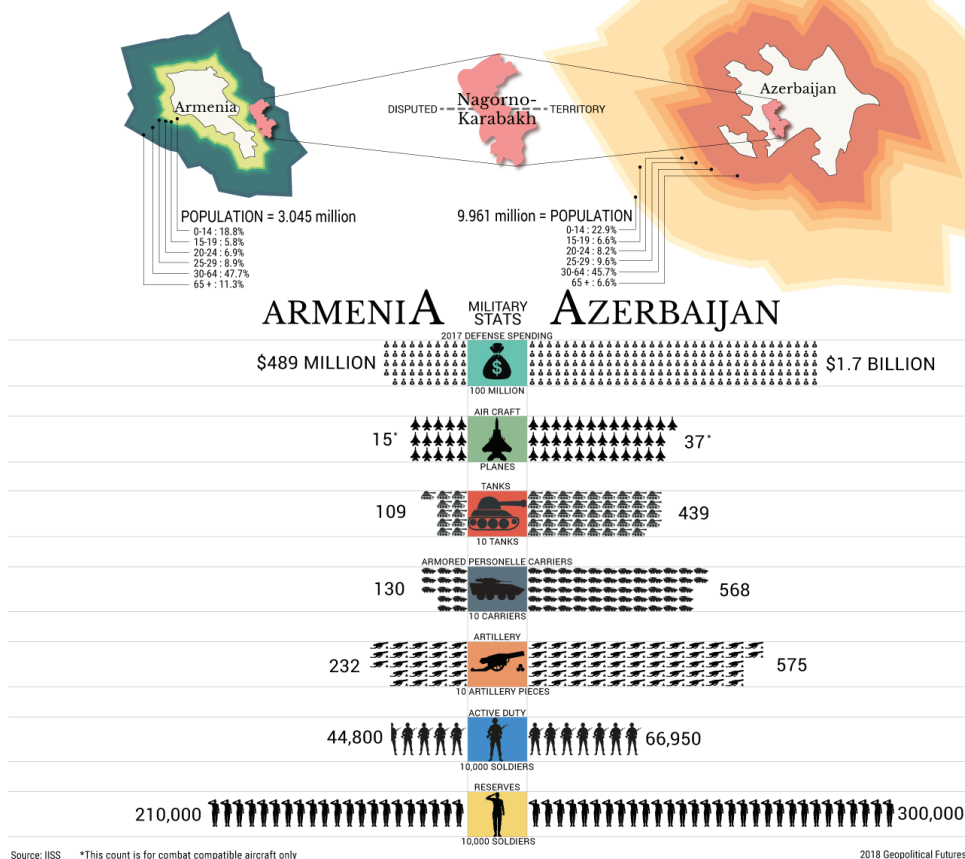 Armenia
Azerbaijan
DISPUTED
Nagorno-
Karabakh
TERRITORY
POPULATION = 3.045 million
0-14 : 18.8%
15-19 : 5.8%
20-24 : 6.9%
25-29 : 8.9%
30-64 : 47.7%
65 + : 11.3%
9.961 million = POPULATION
0-14 : 22.9%
15-19 : 6.6%
20-24 : 8.2%
25-29 : 9.6%
30-64 : 45.7%
65 + : 6.6%
ARMENIA
MILITARY
STATS
AZERBAIJAN
2017 DEFENSE SPENDING
$489 MILLION
$
$1.7 BILLION
100 MILLION
AIR CRAFT
15*
37*
PLANES
TANKS
109
439
10 TANKS
ARMORED PERSONELLE CARRIERS
130
568
10 CARRIERS
ARTILLERY
232
575
10 ARTILLERY PIECES
ACTIVE DUTY
44,800
66,950
10,000 SOLDIERS
RESERVES
210,000
300,000
10,000 SOLDIERS
Source: IISS *This count is for combat compatible aircraft only
2018 Geopolitical Futures